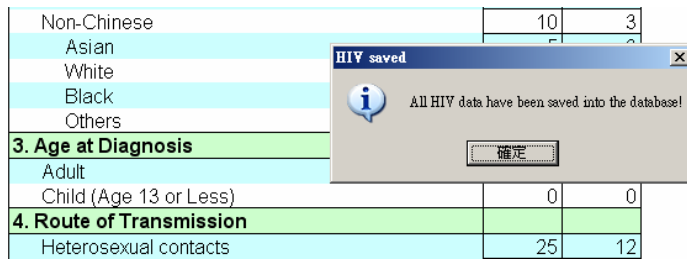 Non-Chinese 10 3
Asian
White
Black
Others
3. Age at Diagnosis
Adult
Child (Age 13 or Less) 0 0
4. Route of Transmission
Heterosexual contacts 25 12
HIV saved
All HIV data have been saved into the database!
確定